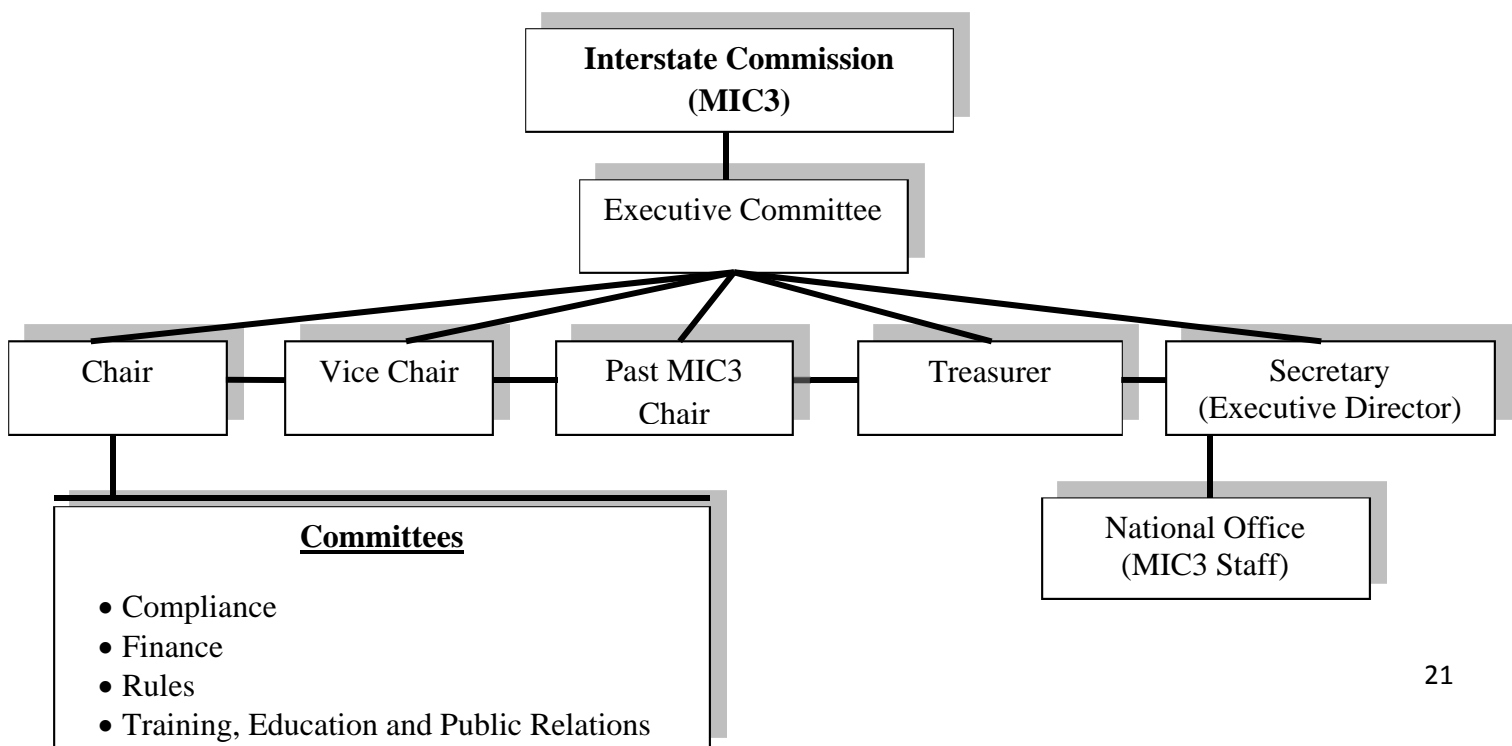 Interstate Commission
(MIC3)
Executive Committee
Chair
Vice Chair
Past MIC3
Chair
Treasurer
Secretary
(Executive Director)
National Office
(MIC3 Staff)
Committees
• Compliance
• Finance
• Rules
• Training, Education and Public Relations
21